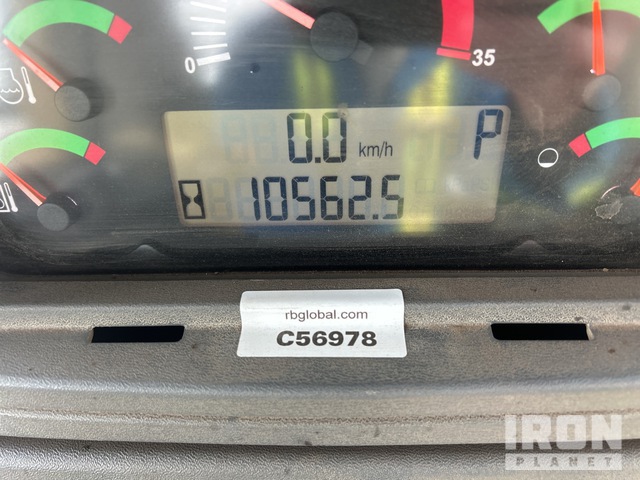 0 35
0.0 km/h P
10562.5
rbglobal.com
C56978
IRON
PLANET